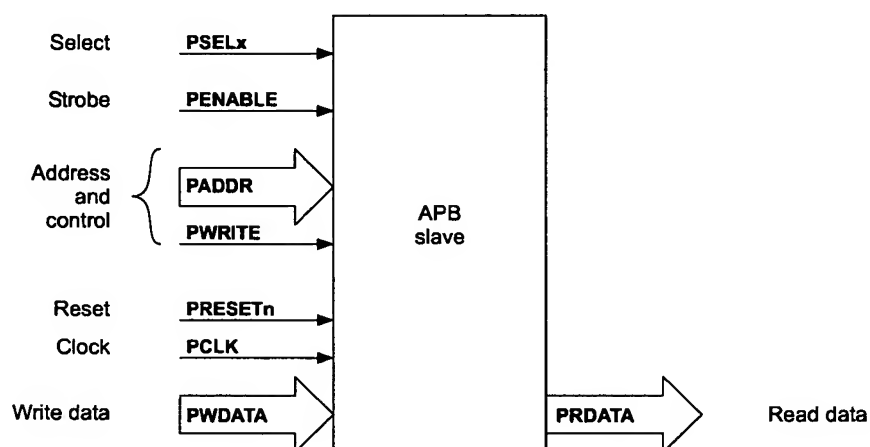 Select
PSELx
Strobe
PENABLE
Address
and
control
PADDR
PWRITE
APB
slave
Reset
PRESETn
Clock
PCLK
Write data
PWDATA
PRDATA
Read data